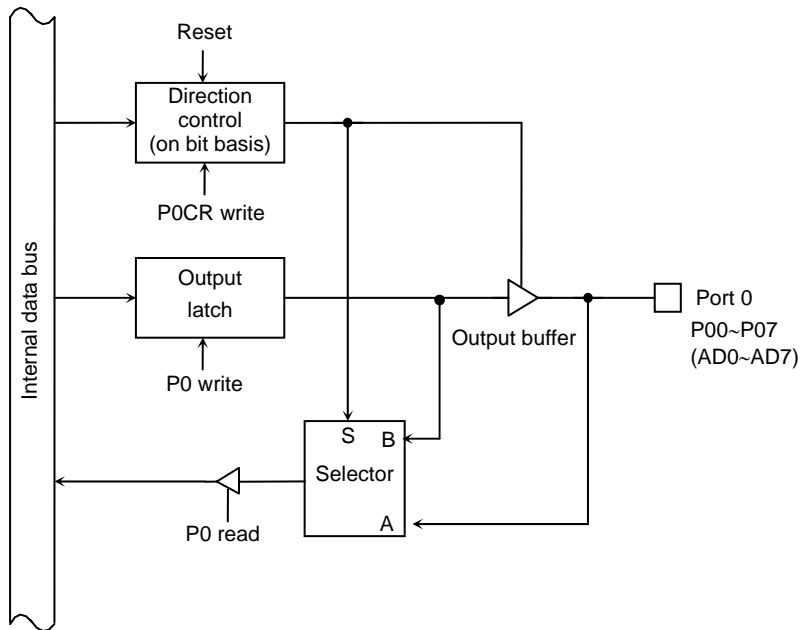 Reset
Direction
control
(on bit basis)
P0CR write
Internal data bus
Output
latch
P0 write
Output buffer
Port 0
P00~P07
(AD0~AD7)
S
B
Selector
A
P0 read